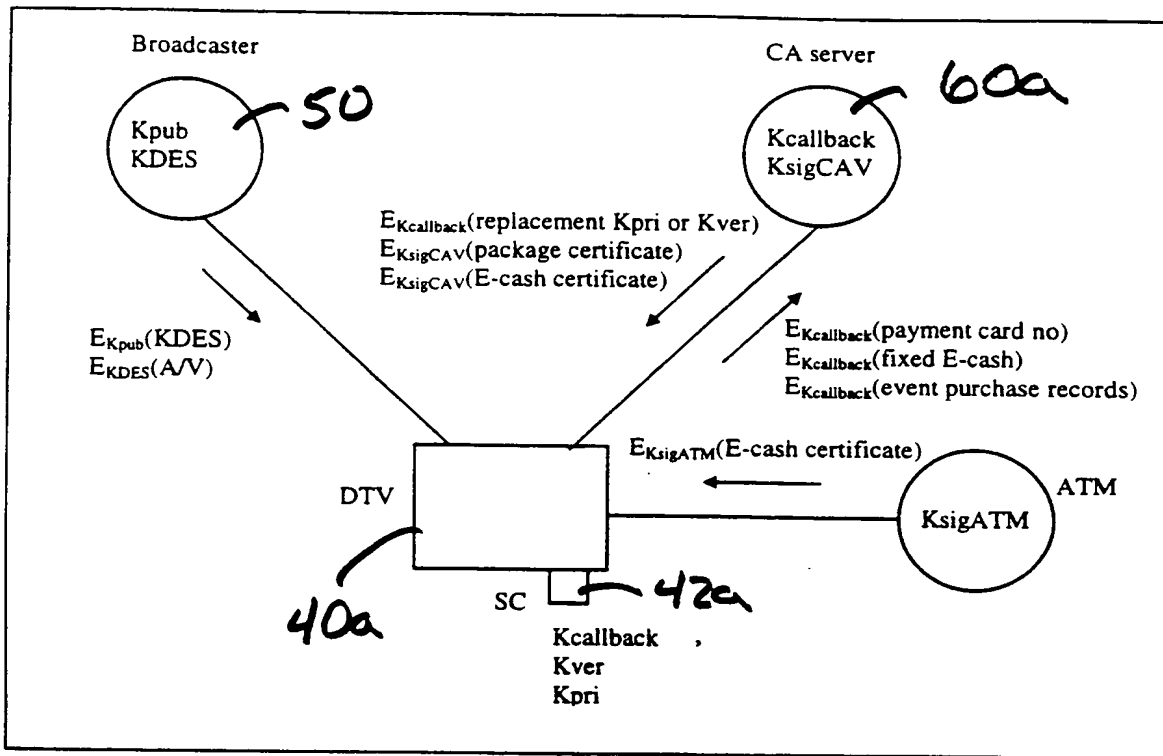 Broadcaster
CA server
50
60a
Kpub
KDES
Kcallback
KsigCAV
EKcallback(replacement Kpri or Kver)
EKsigCAV(package certificate)
EKsigCAV(E-cash certificate)
EKpub(KDES)
EKDES(A/V)
EKcallback(payment card no)
EKcallback(fixed E-cash)
EKcallback(event purchase records)
EKsigATM(E-cash certificate)
DTV
ATM
KsigATM
40a
SC
42a
Kcallback
Kver
Kpri